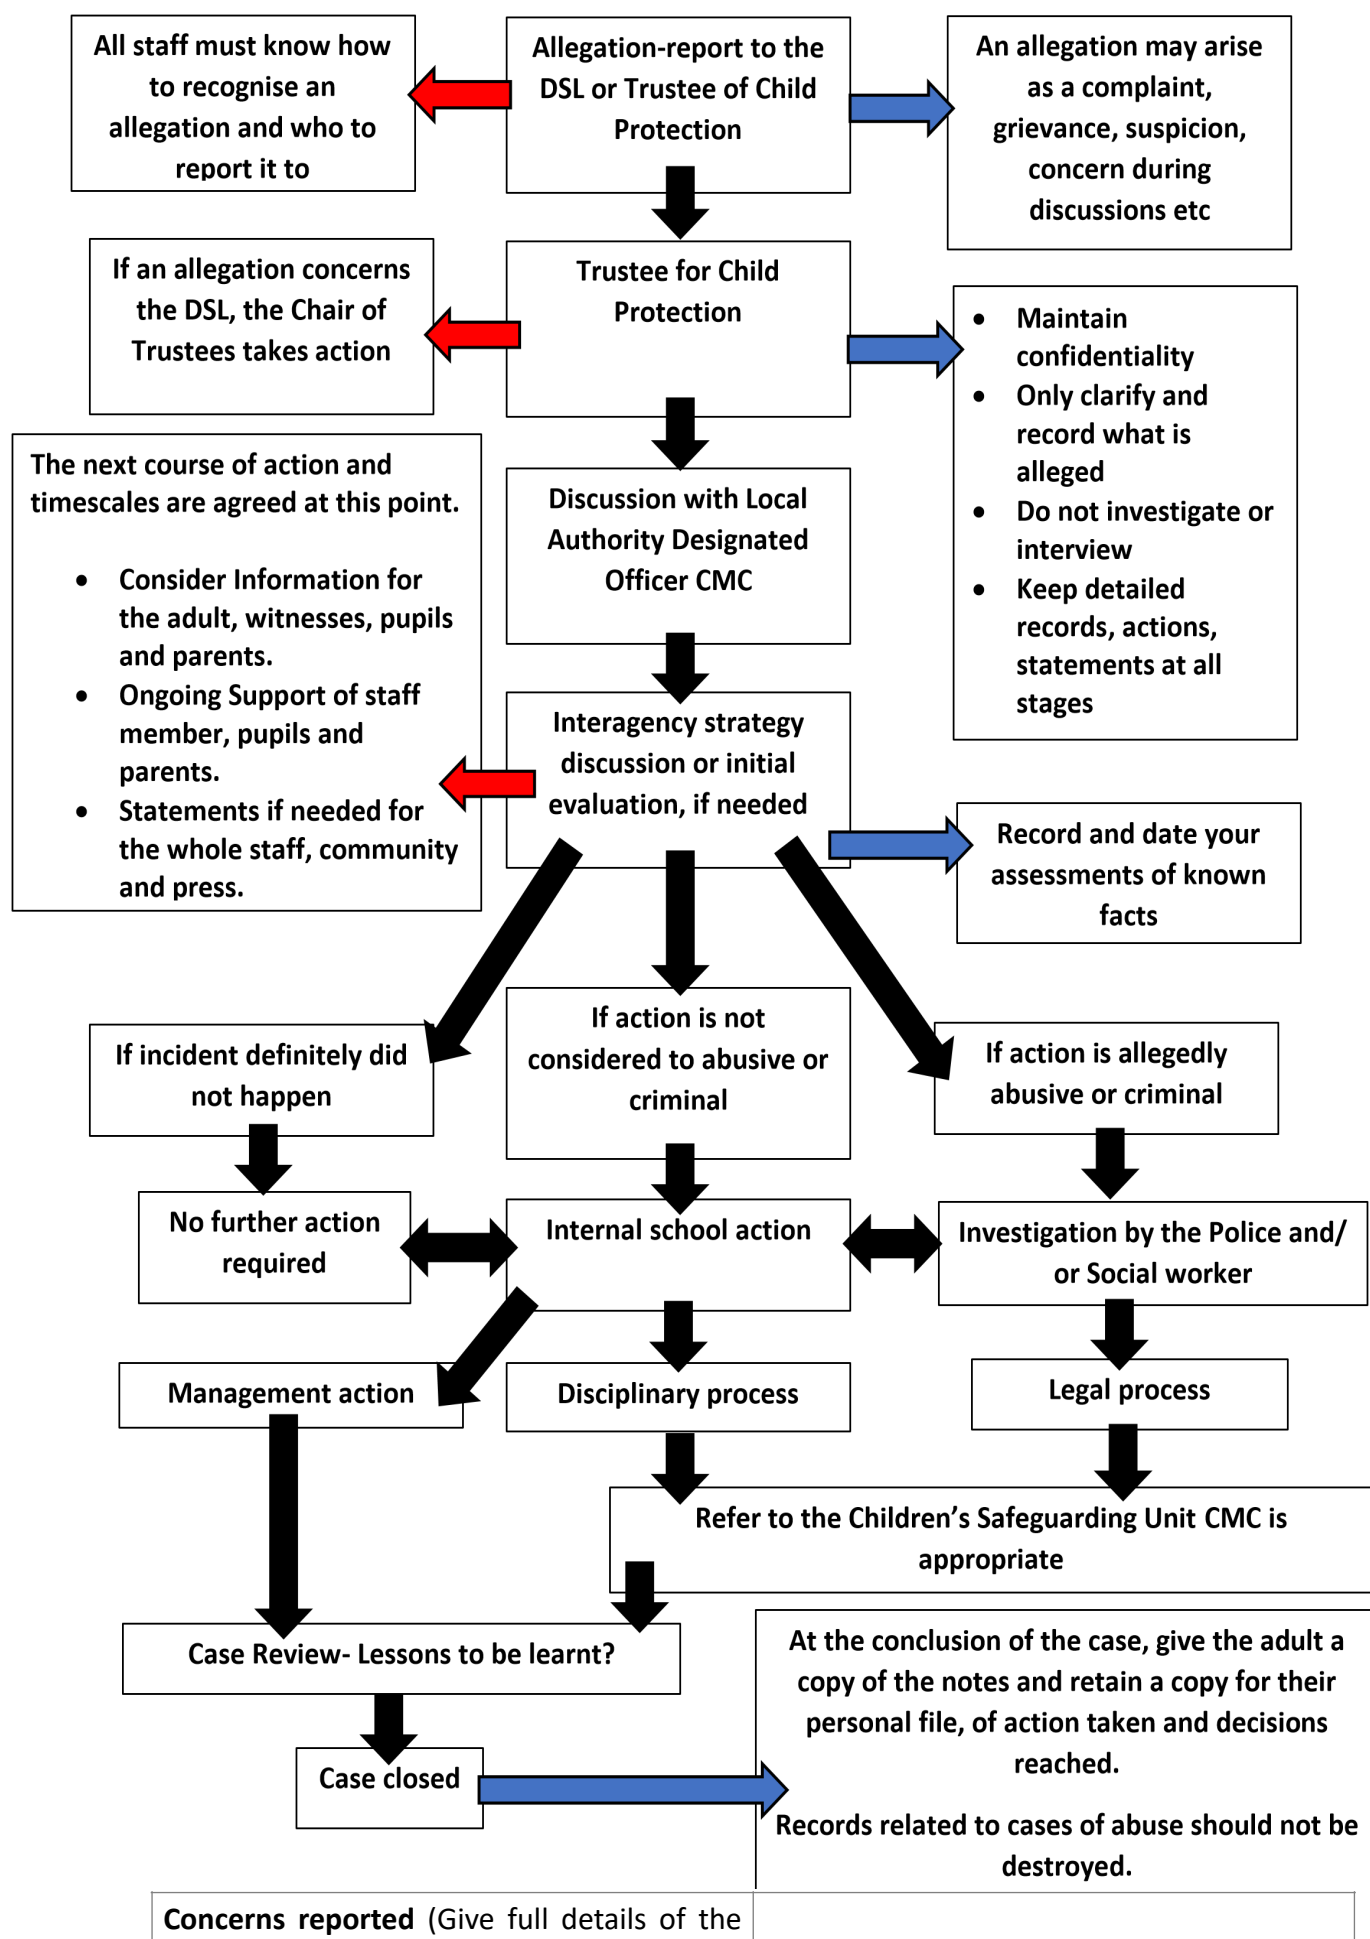 All staff must know how
to recognise an
allegation and who to
report it to
Allegation-report to the
DSL or Trustee of Child
Protection
An allegation may arise
as a complaint,
grievance, suspicion,
concern during
discussions etc
If an allegation concerns
the DSL, the Chair of
Trustees takes action
Trustee for Child
Protection
• Maintain
confidentiality
• Only clarify and
record what is
alleged
• Do not investigate or
interview
• Keep detailed
records, actions,
statements at all
stages
The next course of action and
timescales are agreed at this point.
• Consider Information for
the adult, witnesses, pupils
and parents.
• Ongoing Support of staff
member, pupils and
parents.
• Statements if needed for
the whole staff, community
and press.
Discussion with Local
Authority Designated
Officer CMC
Interagency strategy
discussion or initial
evaluation, if needed
Record and date your
assessments of known
facts
If incident definitely did
not happen
If action is not
considered to abusive or
criminal
If action is allegedly
abusive or criminal
No further action
required
Internal school action
Investigation by the Police and/
or Social worker
Management action
Disciplinary process
Legal process
Refer to the Children’s Safeguarding Unit CMC is
appropriate
Case Review- Lessons to be learnt?
At the conclusion of the case, give the adult a
copy of the notes and retain a copy for their
personal file, of action taken and decisions
reached.
Records related to cases of abuse should not be
destroyed.
Case closed
Concerns reported (Give full details of the